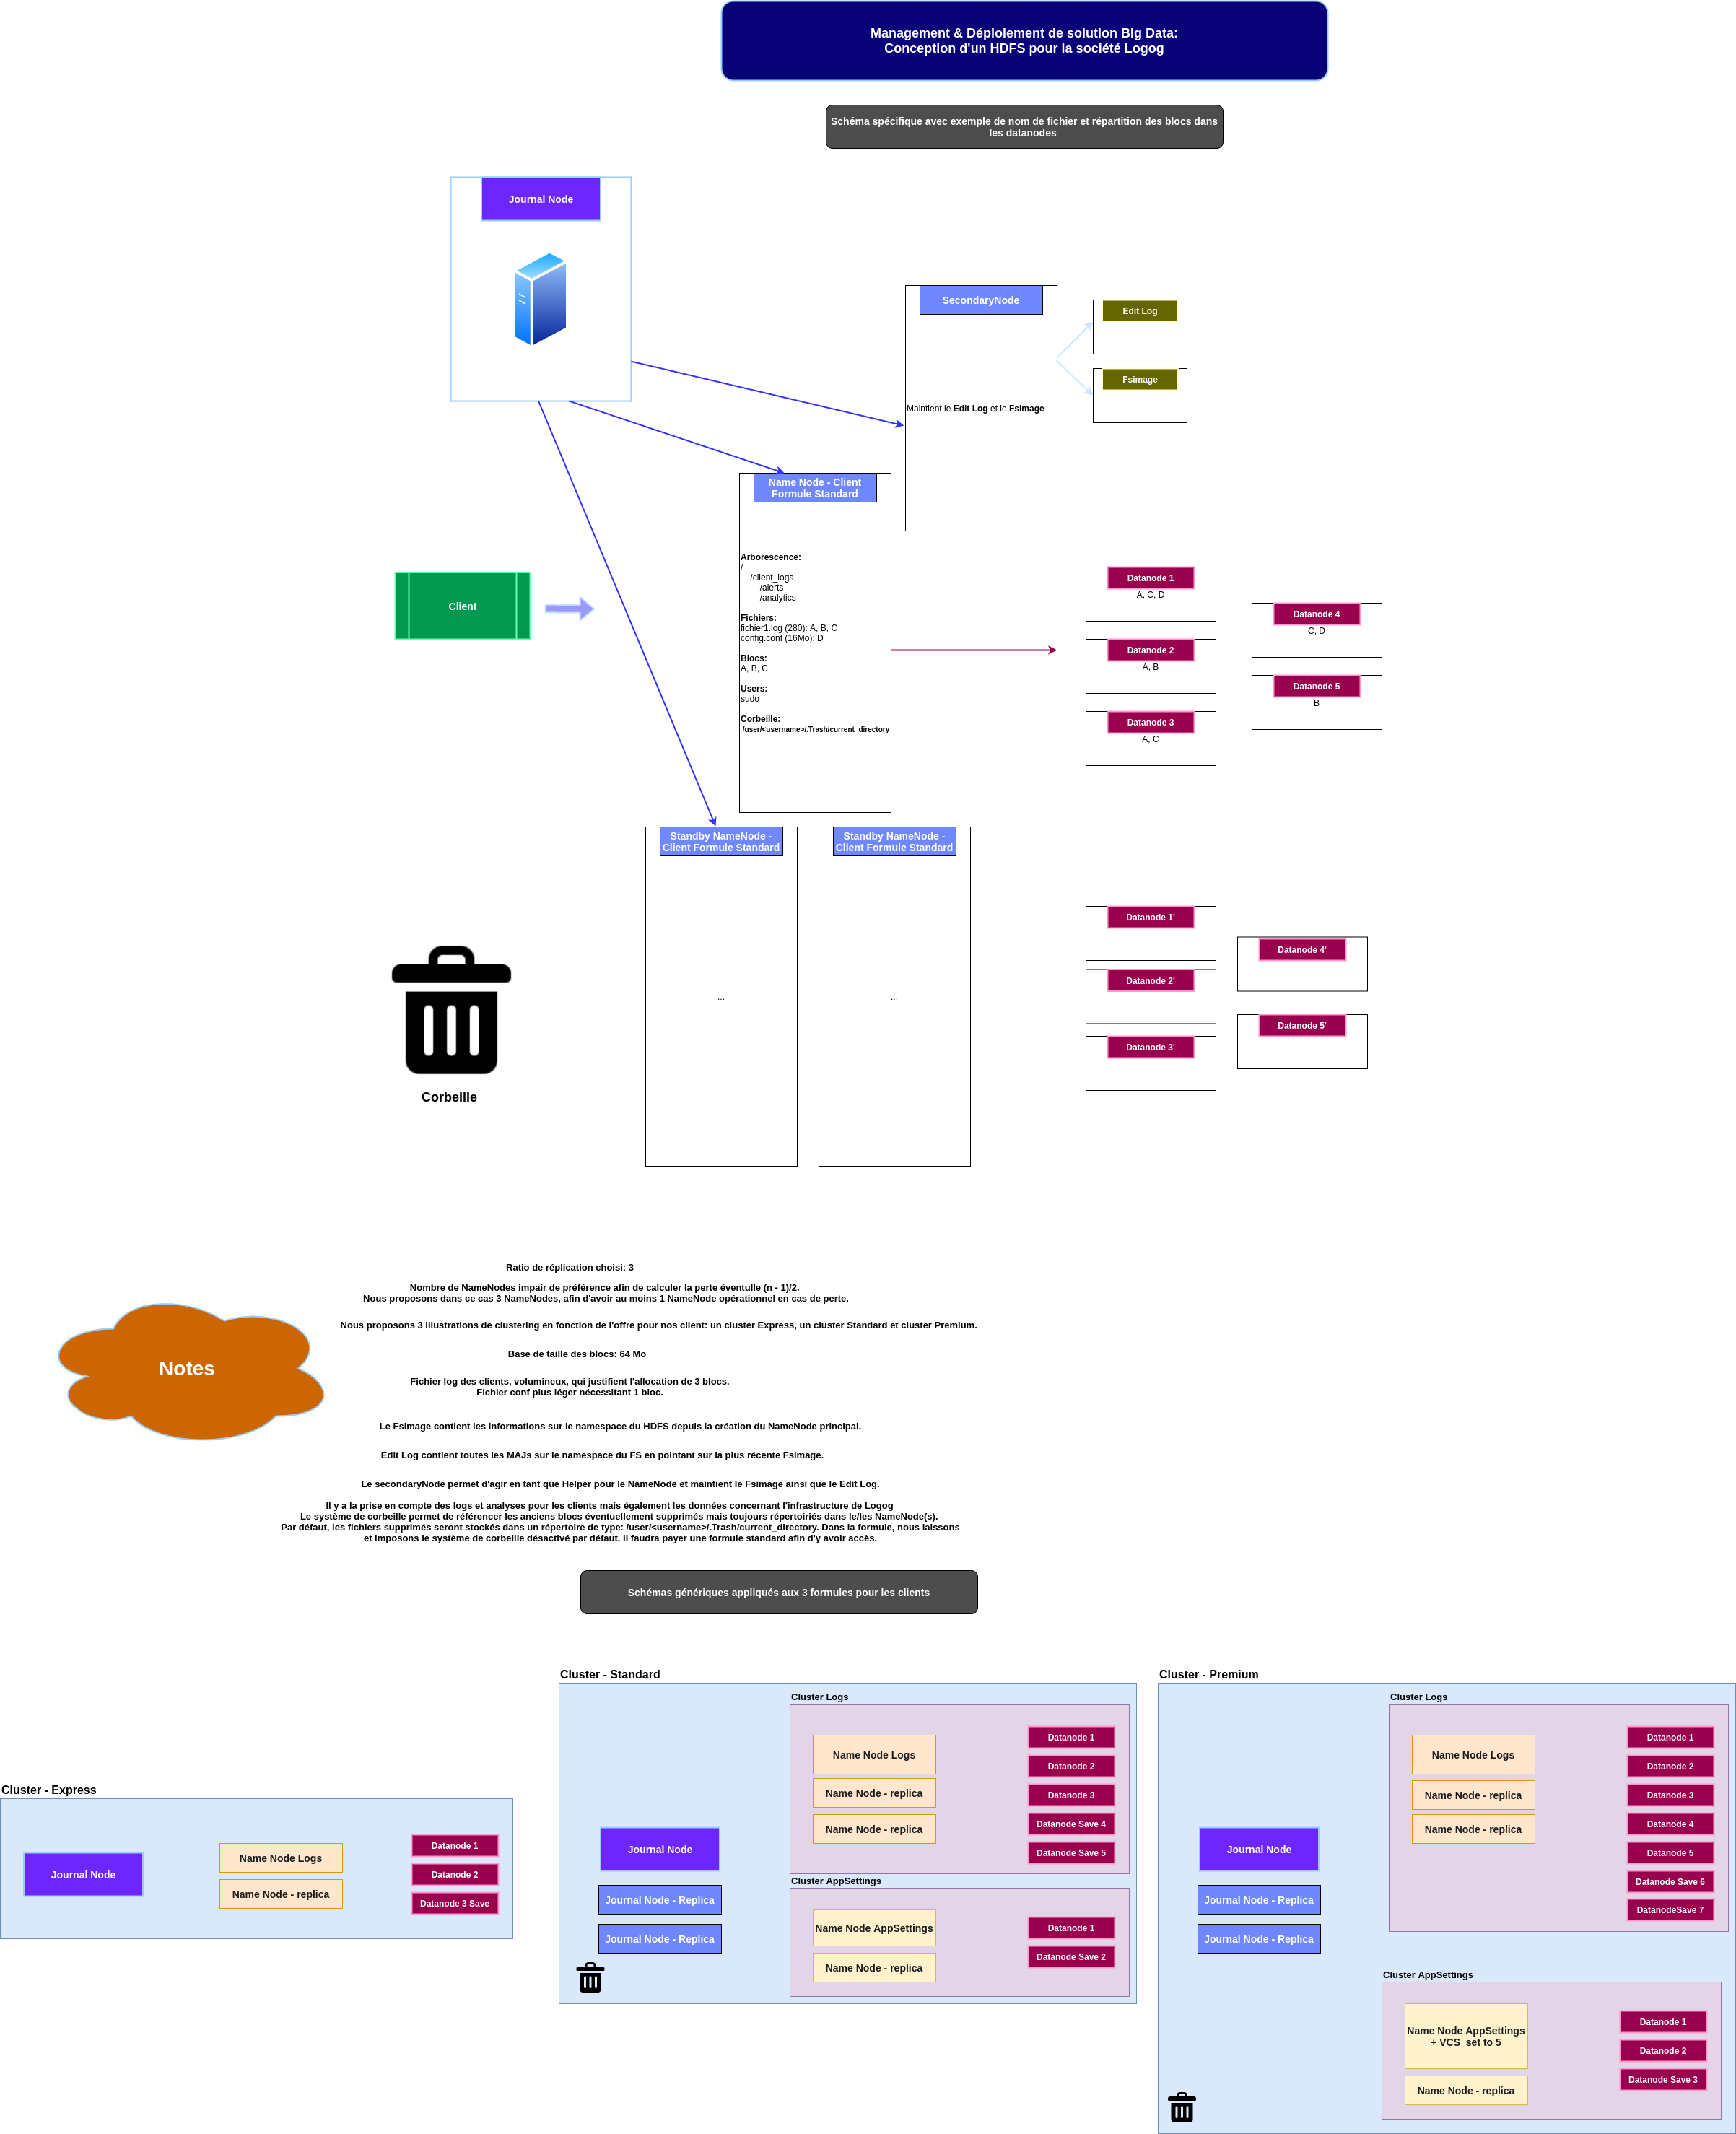 Management & Déploiement de solution BIg Data:
Conception d'un HDFS pour la société Logog
Schéma spécifique avec exemple de nom de fichier et répartition des blocs dans
les datanodes
Journal Node
SecondaryNode
Maintient le Edit Log et le Fsimage
Edit Log
Fsimage
Name Node - Client
Formule Standard
Arborescence:
/
/client_logs
/alerts
/analytics
Fichiers:
fichier1.log (280): A, B, C
config.conf (16Mo): D
Blocs:
A, B, C
Users:
sudo
Corbeille:
/user/<username>/.Trash/current_directory
Client
Datanode 1
A, C, D
Datanode 2
A, B
Datanode 3
A, C
Datanode 4
C, D
Datanode 5
B
Standby NameNode -
Client Formule Standard
...
Standby NameNode -
Client Formule Standard
...
Datanode 1'
Datanode 2'
Datanode 3'
Datanode 4'
Datanode 5'
Corbeille
Notes
Ratio de réplication choisi: 3
Nombre de NameNodes impair de préférence afin de calculer la perte éventulle (n - 1)/2.
Nous proposons dans ce cas 3 NameNodes, afin d'avoir au moins 1 NameNode opérationnel en cas de perte.
Nous proposons 3 illustrations de clustering en fonction de l'offre pour nos client: un cluster Express, un cluster Standard et cluster Premium.
Base de taille des blocs: 64 Mo
Fichier log des clients, volumineux, qui justifient l'allocation de 3 blocs.
Fichier conf plus léger nécessitant 1 bloc.
Le Fsimage contient les informations sur le namespace du HDFS depuis la création du NameNode principal.
Edit Log contient toutes les MAJs sur le namespace du FS en pointant sur la plus récente Fsimage.
Le secondaryNode permet d'agir en tant que Helper pour le NameNode et maintient le Fsimage ainsi que le Edit Log.
Il y a la prise en compte des logs et analyses pour les clients mais également les données concernant l'infrastructure de Logog
Le système de corbeille permet de référencer les anciens blocs éventuellement supprimés mais toujours répertoiriés dans le/les NameNode(s).
Par défaut, les fichiers supprimés seront stockés dans un répertoire de type: /user/<username>/.Trash/current_directory. Dans la formule, nous laissons
et imposons le système de corbeille désactivé par défaut. Il faudra payer une formule standard afin d'y avoir accès.
Schémas génériques appliqués aux 3 formules pour les clients
Cluster - Express
Journal Node
Name Node Logs
Name Node - replica
Datanode 1
Datanode 2
Datanode 3 Save
Cluster - Standard
Journal Node
Journal Node - Replica
Journal Node - Replica
Cluster Logs
Name Node Logs
Name Node - replica
Name Node - replica
Datanode 1
Datanode 2
Datanode 3
Datanode Save 4
Datanode Save 5
Cluster AppSettings
Name Node AppSettings
Name Node - replica
Datanode 1
Datanode Save 2
Cluster - Premium
Journal Node
Journal Node - Replica
Journal Node - Replica
Cluster Logs
Name Node Logs
Name Node - replica
Name Node - replica
Datanode 1
Datanode 2
Datanode 3
Datanode 4
Datanode 5
Datanode Save 6
DatanodeSave 7
Cluster AppSettings
Name Node AppSettings
+ VCS set to 5
Name Node - replica
Datanode 1
Datanode 2
Datanode Save 3